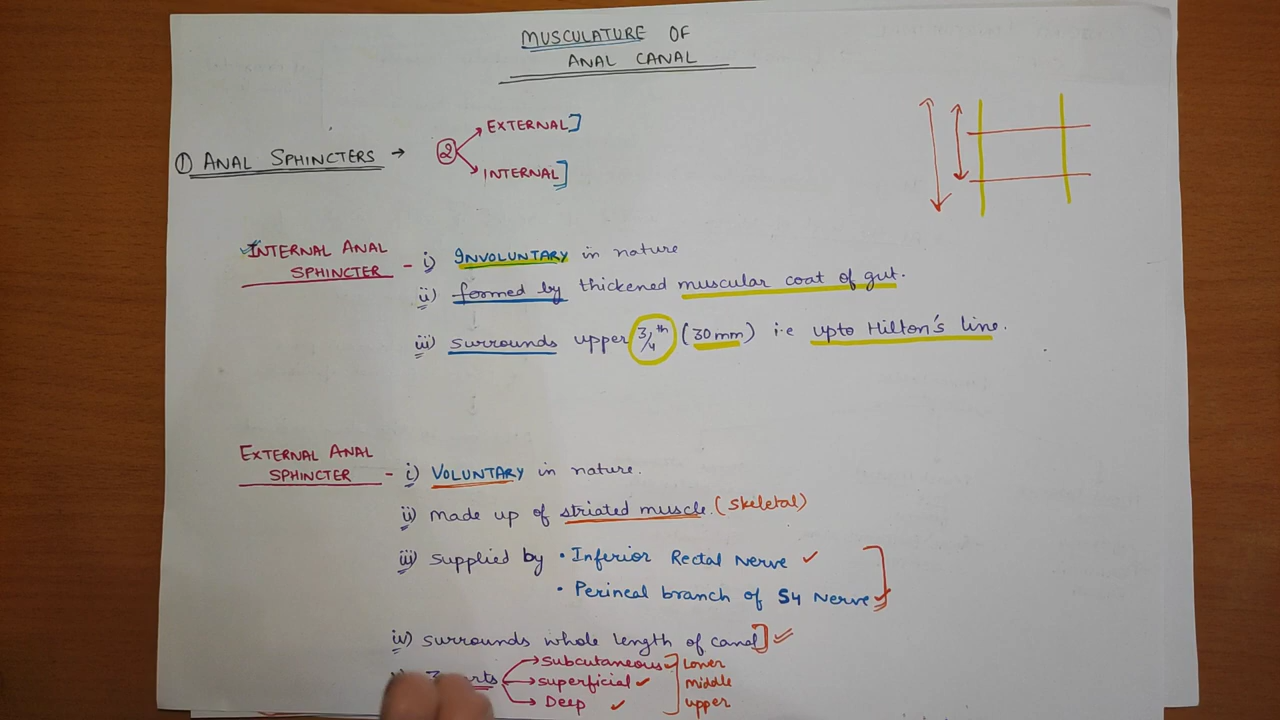 MUSCULATURE OF
ANAL CANAL
① ANAL SPHINCTERS → ② EXTERNAL]
INTERNAL]
INTERNAL ANAL SPHINCTER - i) INVOLUNTARY in nature
ii) formed by thickened muscular coat of gut.
iii) surrounds upper 3/4th (30mm) i.e upto Hilton's line.
EXTERNAL ANAL SPHINCTER - i) VOLUNTARY in nature.
ii) made up of striated muscle. (skeletal)
iii) supplied by • Inferior Rectal Nerve ✓
• Perineal branch of S4 Nerve ✓
iv) surrounds whole length of canal] ✓
Subcutaneous ✓ Lower
superficial ✓ middle
Deep ✓ upper